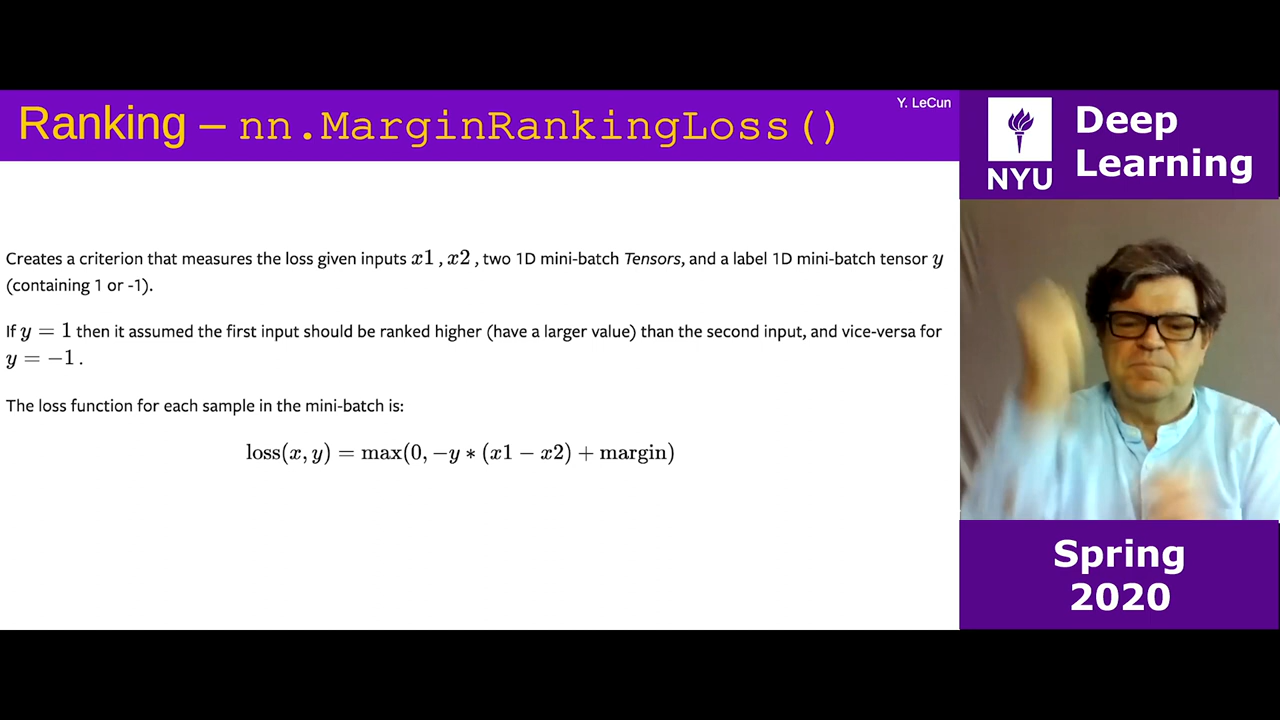 Ranking – nn.MarginRankingLoss()
Y. LeCun
Creates a criterion that measures the loss given inputs x1 , x2 , two 1D mini-batch Tensors, and a label 1D mini-batch tensor y
(containing 1 or -1).
If y = 1 then it assumed the first input should be ranked higher (have a larger value) than the second input, and vice-versa for
y = −1 .
The loss function for each sample in the mini-batch is:
loss(x, y) = max(0, −y ∗ (x1 − x2) + margin)
NYU
Deep
Learning
Spring
2020